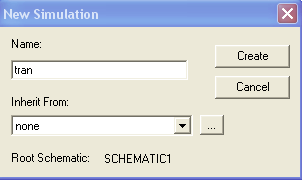 New Simulation
Name:
tran
Create
Cancel
Inherit From:
none
...
Root Schematic: SCHEMATIC1